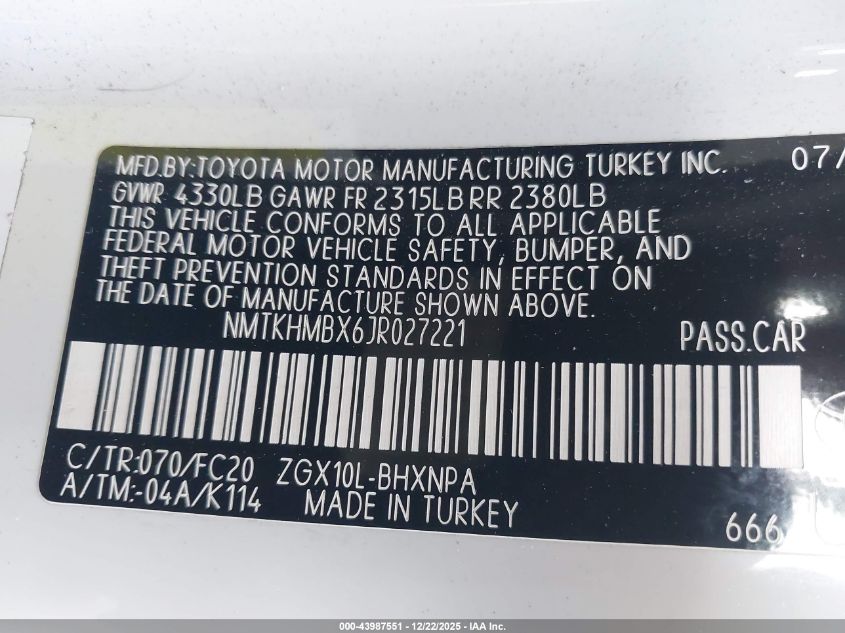 MFD.BY:TOYOTA MOTOR MANUFACTURING TURKEY INC. 07/
GVWR 4330LB GAWR FR 2315LB RR 2380LB
THIS VEHICLE CONFORMS TO ALL APPLICABLE
FEDERAL MOTOR VEHICLE SAFETY, BUMPER, AND
THEFT PREVENTION STANDARDS IN EFFECT ON
THE DATE OF MANUFACTURE SHOWN ABOVE.
NMTKHMBX6JR027221 PASS.CAR
C/TR:070/FC20 ZGX10L-BHXNPA
A/TM:-04A/K114 MADE IN TURKEY 666
000-43987551 - 12/22/2025 - IAA Inc.